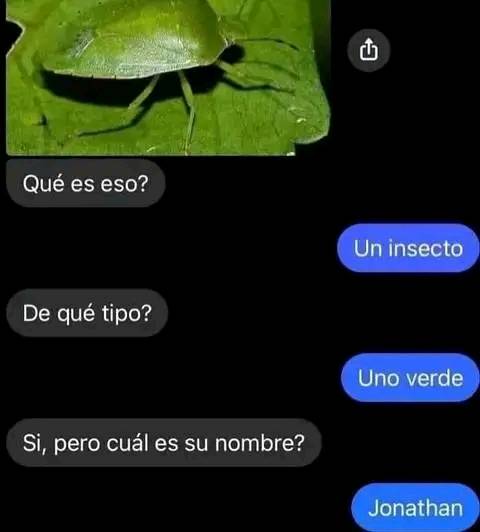 Qué es eso?
Un insecto
De qué tipo?
Uno verde
Si, pero cuál es su nombre?
Jonathan